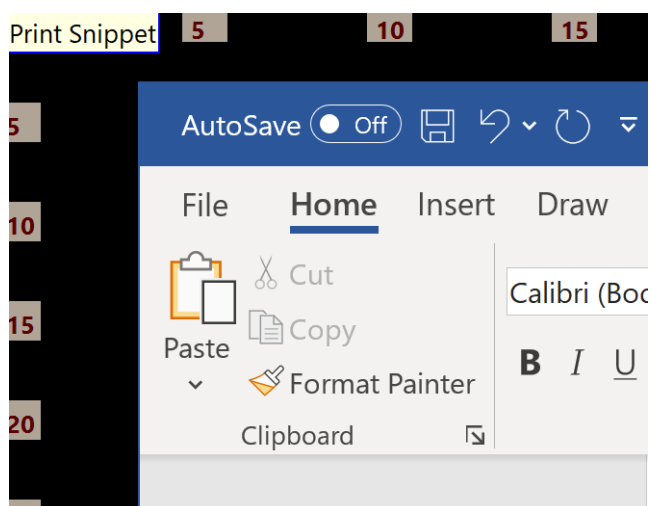 Print Snippet 5 10 15
5
AutoSave Off
File Home Insert Draw
10
Cut
Calibri (Boo
15
Copy
Paste
B I U
Format Painter
20
Clipboard